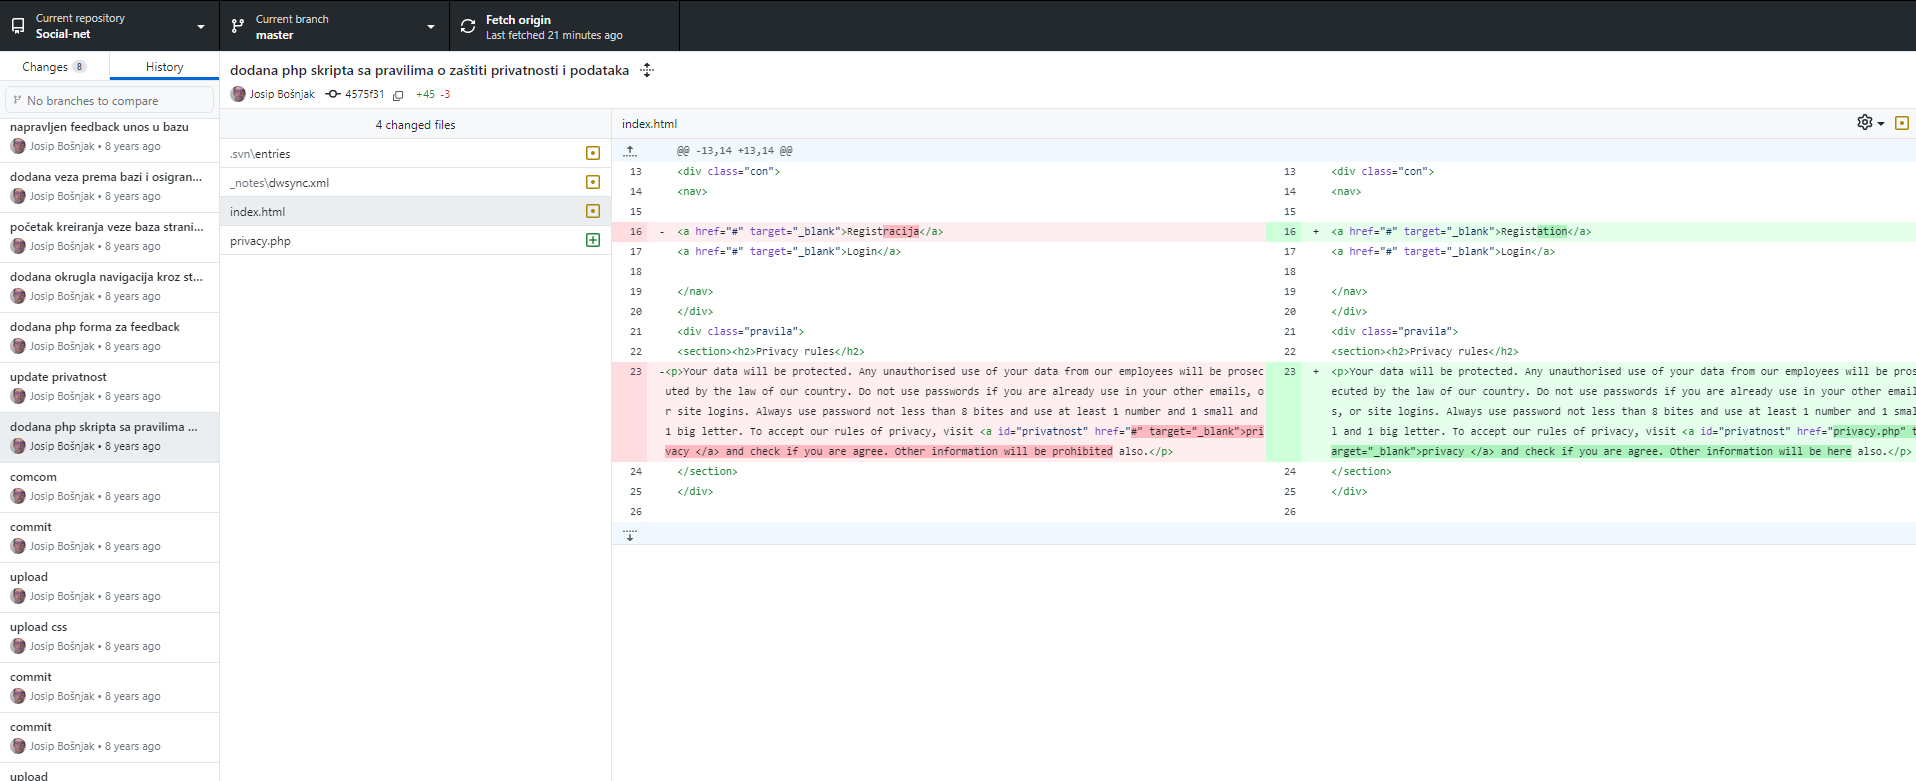 Current repository
Social-net
Current branch
master
Fetch origin
Last fetched 21 minutes ago
Changes 8
History
No branches to compare
napravljen feedback unos u bazu
Josip Bošnjak • 8 years ago
dodana veza prema bazi i osigran...
Josip Bošnjak • 8 years ago
početak kreiranja veze baza strani...
Josip Bošnjak • 8 years ago
dodana okrugla navigacija kroz st...
Josip Bošnjak • 8 years ago
dodana php forma za feedback
Josip Bošnjak • 8 years ago
update privatnost
Josip Bošnjak • 8 years ago
dodana php skripta sa pravilima ...
Josip Bošnjak • 8 years ago
comcom
Josip Bošnjak • 8 years ago
commit
Josip Bošnjak • 8 years ago
upload
Josip Bošnjak • 8 years ago
upload css
Josip Bošnjak • 8 years ago
commit
Josip Bošnjak • 8 years ago
commit
Josip Bošnjak • 8 years ago
upload
dodana php skripta sa pravilima o zaštiti privatnosti i podataka
Josip Bošnjak 4575f31 +45 -3
4 changed files
.svn\entries
_notes\dwsync.xml
index.html
privacy.php
index.html
@@ -13,14 +13,14 @@
13 <div class="con">
14 <nav>
15
16 - <a href="#" target="_blank">Registracija</a>
17 <a href="#" target="_blank">Login</a>
18
19 </nav>
20 </div>
21 <div class="pravila">
22 <section><h2>Privacy rules</h2>
23 -<p>Your data will be protected. Any unauthorised use of your data from our employees will be prosec
uted by the law of our country. Do not use passwords if you are already use in your other emails, o
r site logins. Always use password not less than 8 bites and use at least 1 number and 1 small and
1 big letter. To accept our rules of privacy, visit <a id="privatnost" href="#" target="_blank">pri
vacy </a> and check if you are agree. Other information will be prohibited also.</p>
24 </section>
25 </div>
26
13 <div class="con">
14 <nav>
15
16 + <a href="#" target="_blank">Registation</a>
17 <a href="#" target="_blank">Login</a>
18
19 </nav>
20 </div>
21 <div class="pravila">
22 <section><h2>Privacy rules</h2>
23 + <p>Your data will be protected. Any unauthorised use of your data from our employees will be pros
ecuted by the law of our country. Do not use passwords if you are already use in your other email
s, or site logins. Always use password not less than 8 bites and use at least 1 number and 1 smal
l and 1 big letter. To accept our rules of privacy, visit <a id="privatnost" href="privacy.php" t
arget="_blank">privacy </a> and check if you are agree. Other information will be here also.</p>
24 </section>
25 </div>
26